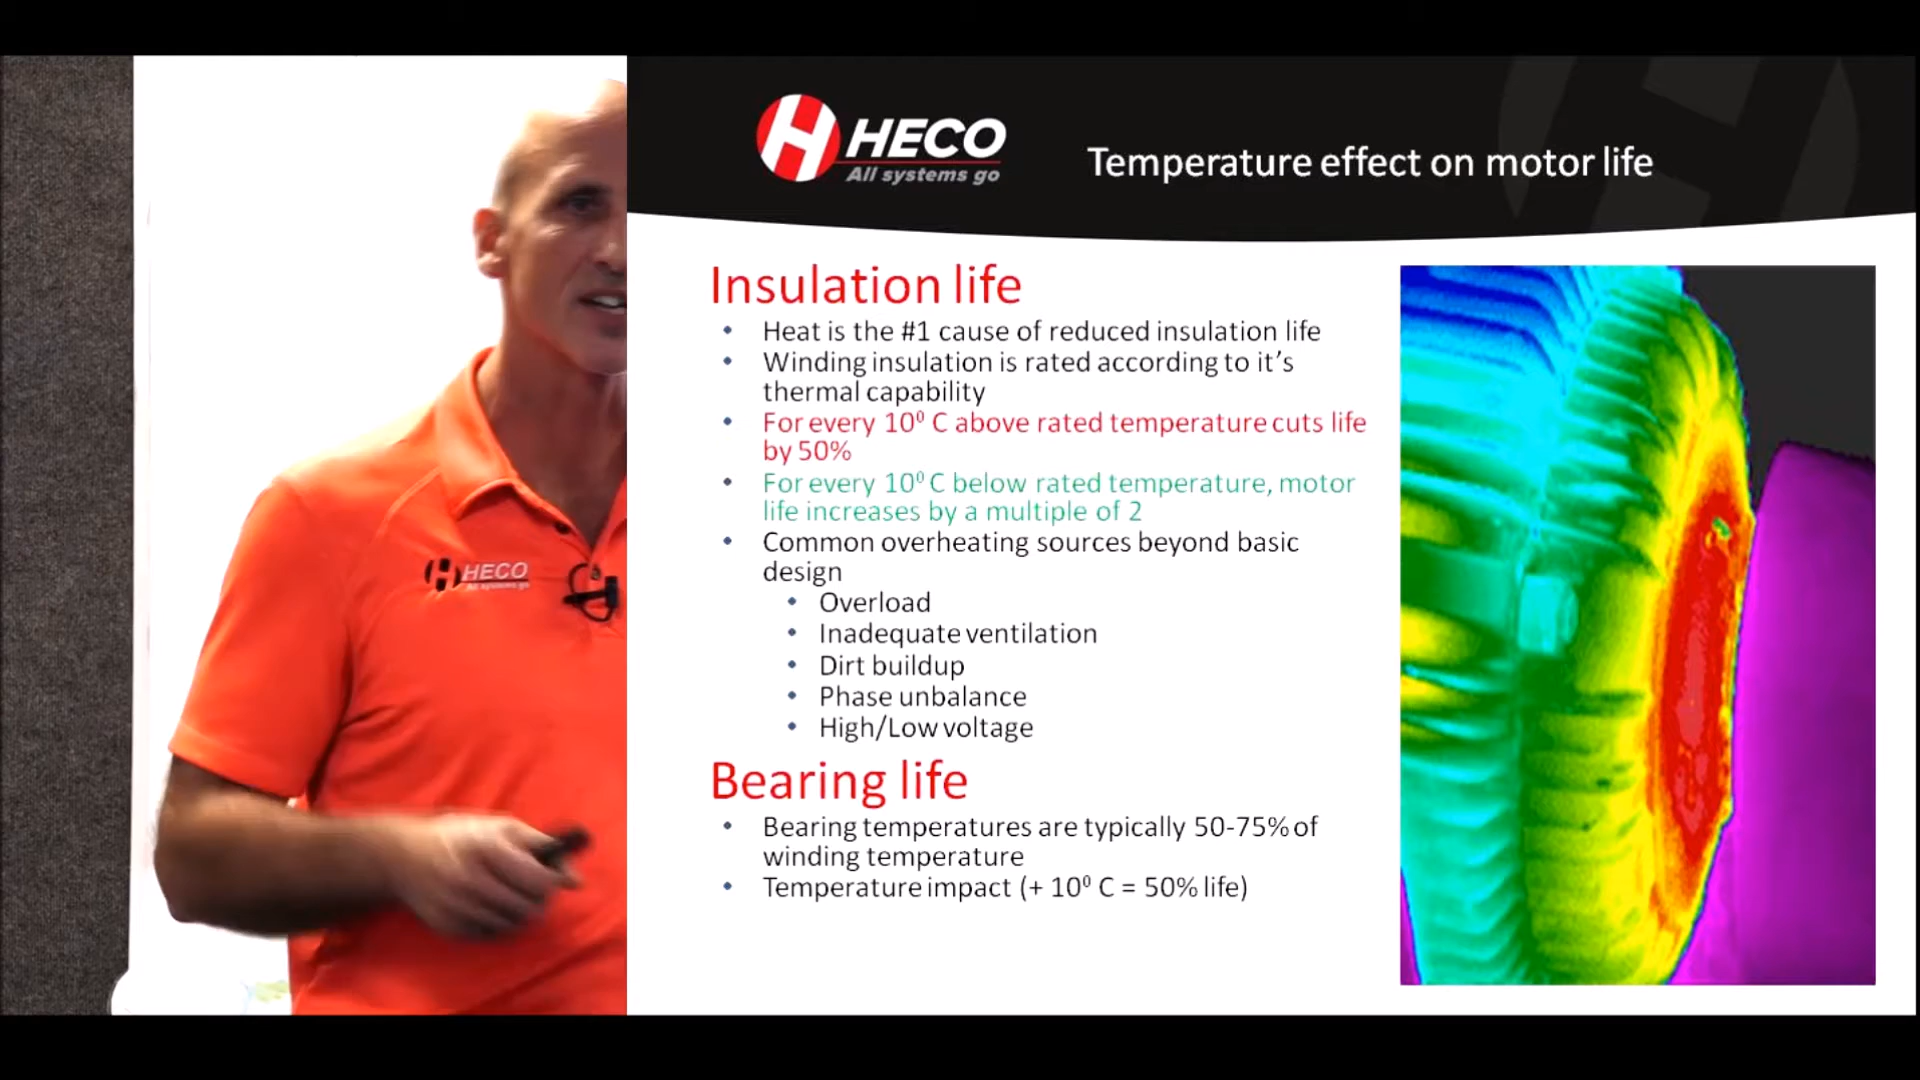 HECO
All systems go
Temperature effect on motor life
Insulation life
• Heat is the #1 cause of reduced insulation life
• Winding insulation is rated according to it's
thermal capability
• For every 10⁰ C above rated temperature cuts life
by 50%
• For every 10⁰ C below rated temperature, motor
life increases by a multiple of 2
• Common overheating sources beyond basic
design
• Overload
• Inadequate ventilation
• Dirt buildup
• Phase unbalance
• High/Low voltage
Bearing life
• Bearing temperatures are typically 50-75% of
winding temperature
• Temperature impact (+ 10⁰ C = 50% life)
HECO
All systems go